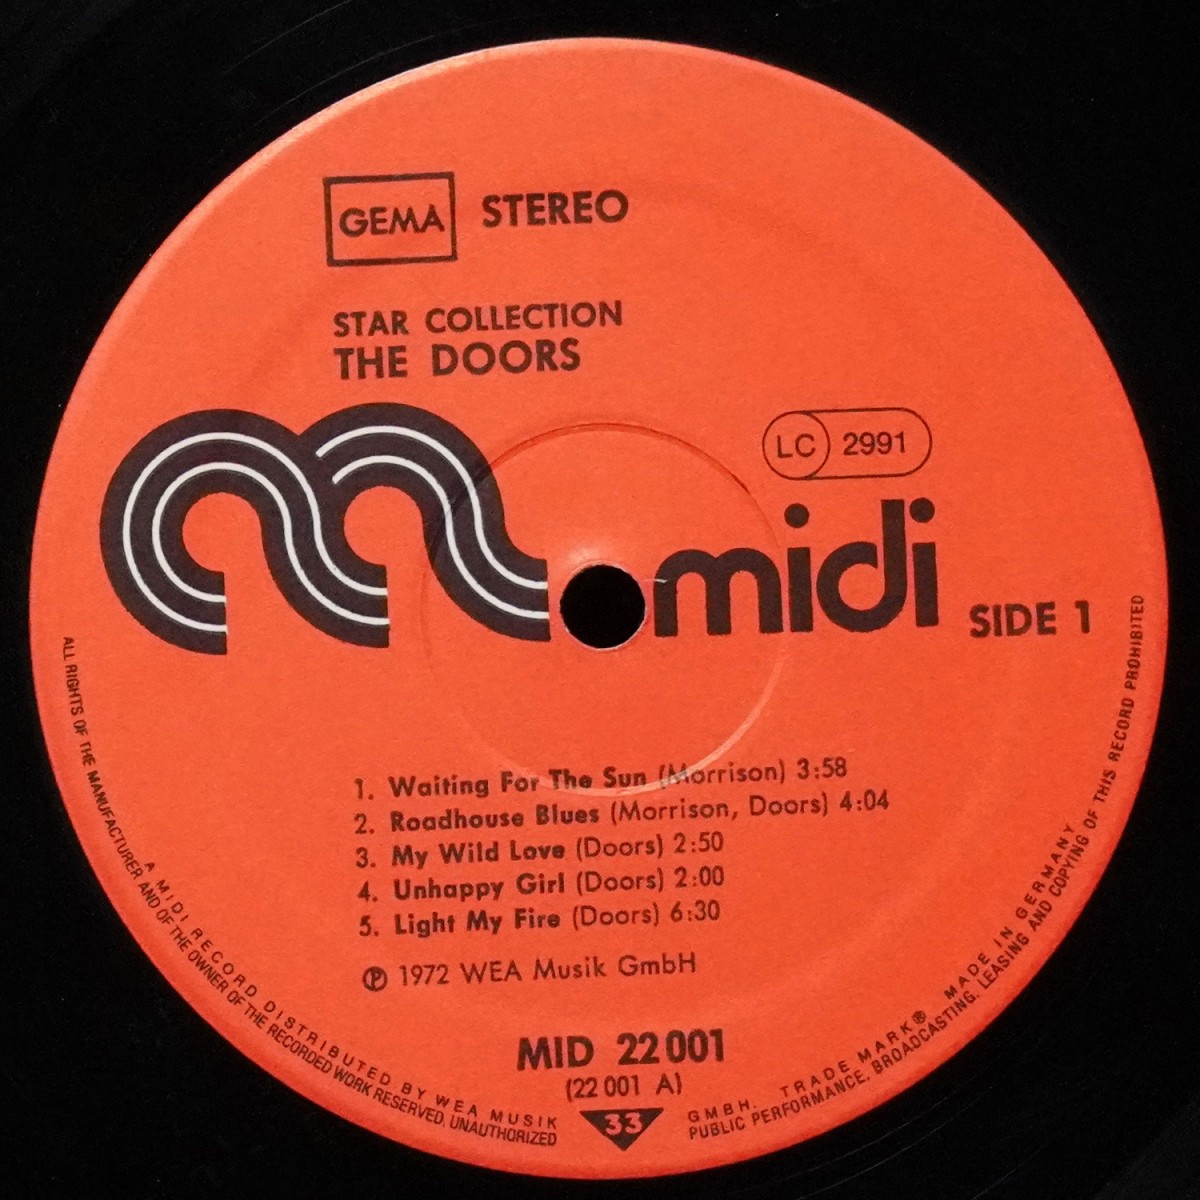 GEMA STEREO
STAR COLLECTION
THE DOORS
LC 2991
midi
SIDE 1
1. Waiting For The Sun (Morrison) 3:58
2. Roadhouse Blues (Morrison, Doors) 4:04
3. My Wild Love (Doors) 2:50
4. Unhappy Girl (Doors) 2:00
5. Light My Fire (Doors) 6:30
℗ 1972 WEA Musik GmbH
MID 22 001
(22 001 A)
33
A MIDI RECORD DISTRIBUTED BY WEA MUSIK GMBH. TRADE MARK® MADE IN GERMANY
ALL RIGHTS OF THE MANUFACTURER AND OF THE OWNER OF THE RECORDED WORK RESERVED. UNAUTHORIZED PUBLIC PERFORMANCE, BROADCASTING, LEASING AND COPYING OF THIS RECORD PROHIBITED